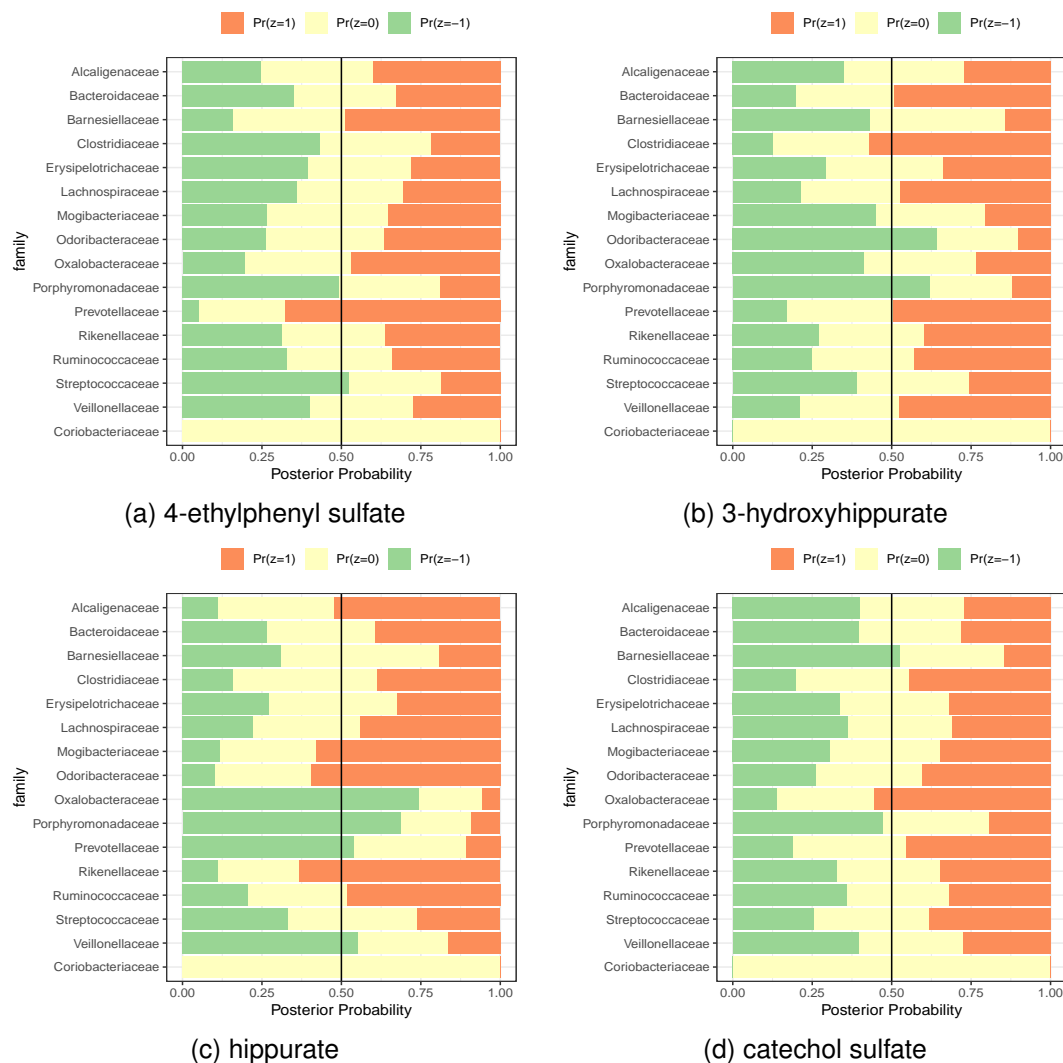 Pr(z=1) Pr(z=0) Pr(z=−1)
family
Alcaligenaceae
Bacteroidaceae
Barnesiellaceae
Clostridiaceae
Erysipelotrichaceae
Lachnospiraceae
Mogibacteriaceae
Odoribacteraceae
Oxalobacteraceae
Porphyromonadaceae
Prevotellaceae
Rikenellaceae
Ruminococcaceae
Streptococcaceae
Veillonellaceae
Coriobacteriaceae
0.00 0.25 0.50 0.75 1.00
Posterior Probability
(a) 4-ethylphenyl sulfate
Pr(z=1) Pr(z=0) Pr(z=−1)
family
Alcaligenaceae
Bacteroidaceae
Barnesiellaceae
Clostridiaceae
Erysipelotrichaceae
Lachnospiraceae
Mogibacteriaceae
Odoribacteraceae
Oxalobacteraceae
Porphyromonadaceae
Prevotellaceae
Rikenellaceae
Ruminococcaceae
Streptococcaceae
Veillonellaceae
Coriobacteriaceae
0.00 0.25 0.50 0.75 1.00
Posterior Probability
(b) 3-hydroxyhippurate
Pr(z=1) Pr(z=0) Pr(z=−1)
family
Alcaligenaceae
Bacteroidaceae
Barnesiellaceae
Clostridiaceae
Erysipelotrichaceae
Lachnospiraceae
Mogibacteriaceae
Odoribacteraceae
Oxalobacteraceae
Porphyromonadaceae
Prevotellaceae
Rikenellaceae
Ruminococcaceae
Streptococcaceae
Veillonellaceae
Coriobacteriaceae
0.00 0.25 0.50 0.75 1.00
Posterior Probability
(c) hippurate
Pr(z=1) Pr(z=0) Pr(z=−1)
family
Alcaligenaceae
Bacteroidaceae
Barnesiellaceae
Clostridiaceae
Erysipelotrichaceae
Lachnospiraceae
Mogibacteriaceae
Odoribacteraceae
Oxalobacteraceae
Porphyromonadaceae
Prevotellaceae
Rikenellaceae
Ruminococcaceae
Streptococcaceae
Veillonellaceae
Coriobacteriaceae
0.00 0.25 0.50 0.75 1.00
Posterior Probability
(d) catechol sulfate